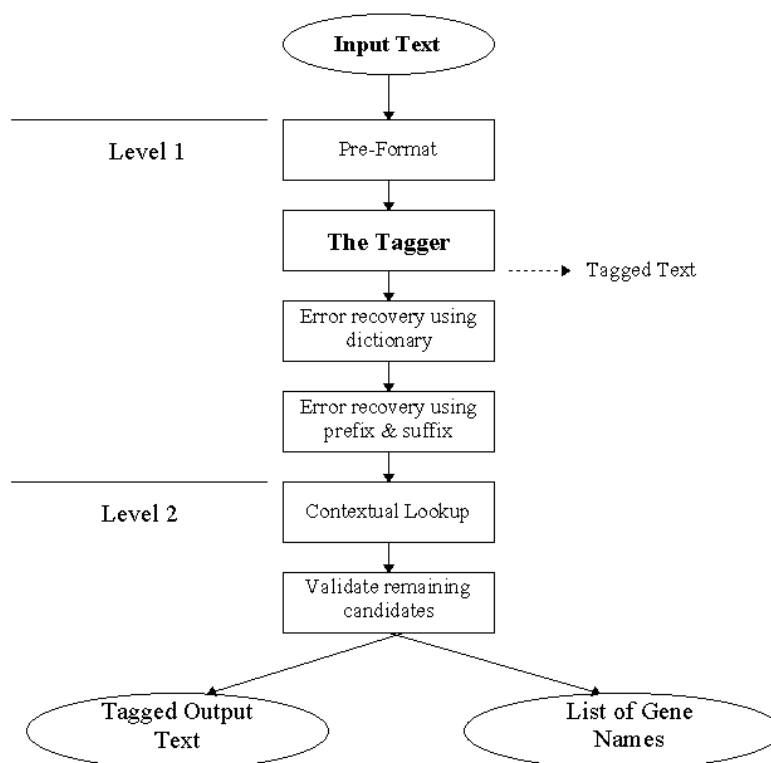 Input Text
Level 1
Pre-Format
The Tagger
Tagged Text
Error recovery using
dictionary
Error recovery using
prefix & suffix
Level 2
Contextual Lookup
Validate remaining
candidates
Tagged Output
Text
List of Gene
Names